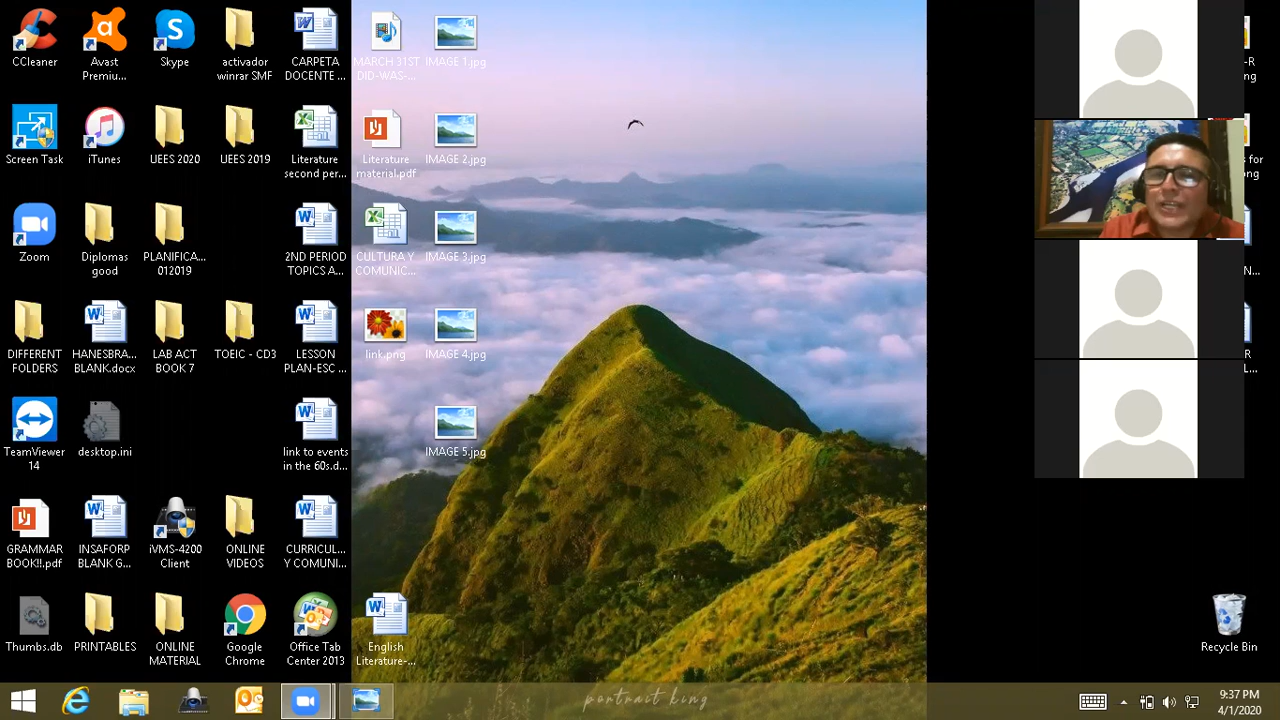 CCleaner
Avast
Premiu...
Skype
activador
winrar SMF
CARPETA
DOCENTE ...
MARCH 31ST
DID-WAS-...
IMAGE 1.jpg
Screen Task
iTunes
UEES 2020
UEES 2019
Literature
second per...
Literature
material.pdf
IMAGE 2.jpg
Zoom
Diplomas
good
PLANIFICA...
012019
2ND PERIOD
TOPICS A...
CULTURA Y
COMUNIC...
IMAGE 3.jpg
DIFFERENT
FOLDERS
HANESBRA...
BLANK.docx
LAB ACT
BOOK 7
TOEIC - CD3
LESSON
PLAN-ESC ...
link.png
IMAGE 4.jpg
TeamViewer
14
desktop.ini
link to events
in the 60s.d...
IMAGE 5.jpg
GRAMMAR
BOOK!!.pdf
INSAFORP
BLANK G...
iVMS-4200
Client
ONLINE
VIDEOS
CURRICUL...
Y COMUNI...
Thumbs.db
PRINTABLES
ONLINE
MATERIAL
Google
Chrome
Office Tab
Center 2013
English
Literature-...
Recycle Bin
portrait king
9:37 PM
4/1/2020